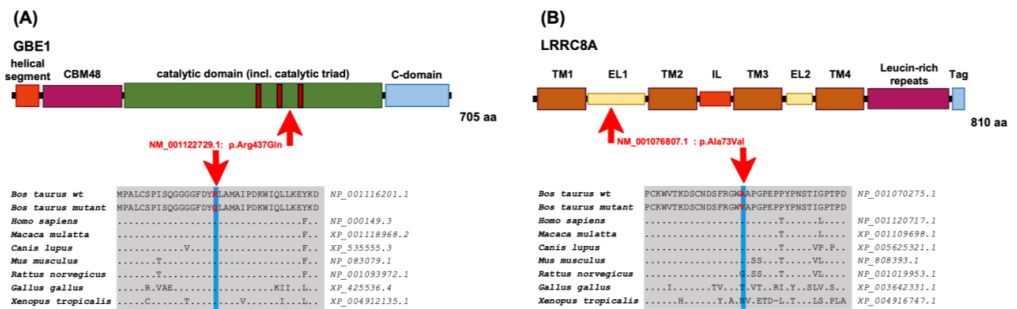 (A)
GBE1
helical segment
CBM48
catalytic domain (incl. catalytic triad)
C-domain
705 aa
NM_001122729.1: p.Arg437Gln
Bos taurus wt MPALCSPISQGGGGFDYRLAMAIPDKWIQLLKEYKD NP_001116201.1
Bos taurus mutant MPALCSPISQGGGGFDYQLAMAIPDKWIQLLKEYKD
Homo sapiens ................................F.. NP_000149.3
Macaca mulatta ................................F.. XP_001118968.2
Canis lupus ...........V....................... XP_535555.3
Mus musculus ......T.........................F.. NP_083079.1
Rattus norvegicus ......T.........................F.. NP_001093972.1
Gallus gallus .....R.VAE..................KII..L.. XP_425536.4
Xenopus tropicalis .....C......T.........V......I...L.. XP_004912135.1
(B)
LRRC8A
TM1
EL1
TM2
IL
TM3
EL2
TM4
Leucin-rich repeats
Tag
810 aa
NM_001076807.1 : p.Ala73Val
Bos taurus wt PCKWVTKDSCNDSFRGWAAPGPEPPYPNSTIGPTPD NP_001070275.1
Bos taurus mutant PCKWVTKDSCNDSFRGWVAPGPEPPYPNSTIGPTPD
Homo sapiens ........................T......L.... NP_001120717.1
Macaca mulatta ........................T......L.... XP_001109698.1
Canis lupus ........................T......VP.P. XP_005625321.1
Mus musculus ...................SS...T......VL... NP_808393.1
Rattus norvegicus .................G.SS...T......VL... NP_001019953.1
Gallus gallus ....I......TV..T.VT..RI.Y..SLV.S.. XP_003642331.1
Xenopus tropicalis ......H......Y.A.NV.ETD-L.T....LS.PLA XP_004916747.1